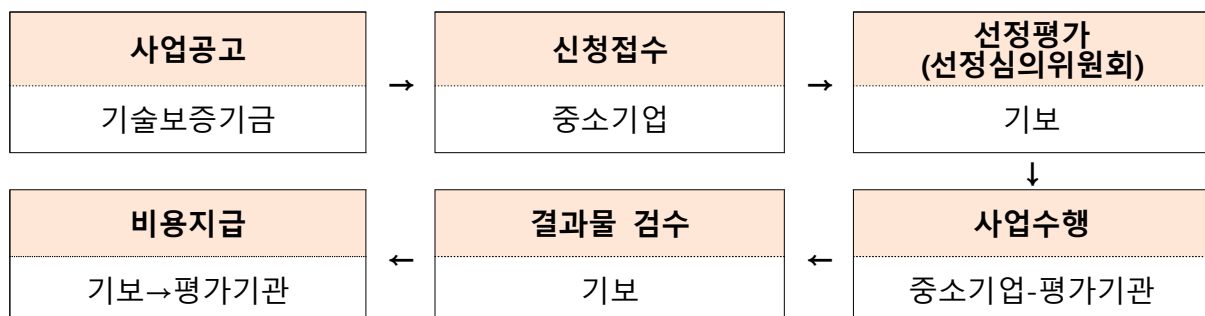 사업공고
기술보증기금
→
신청접수
중소기업
→
선정평가
(선정심의위원회)
기보
↓
사업수행
중소기업-평가기관
←
결과물 검수
기보
←
비용지급
기보→평가기관